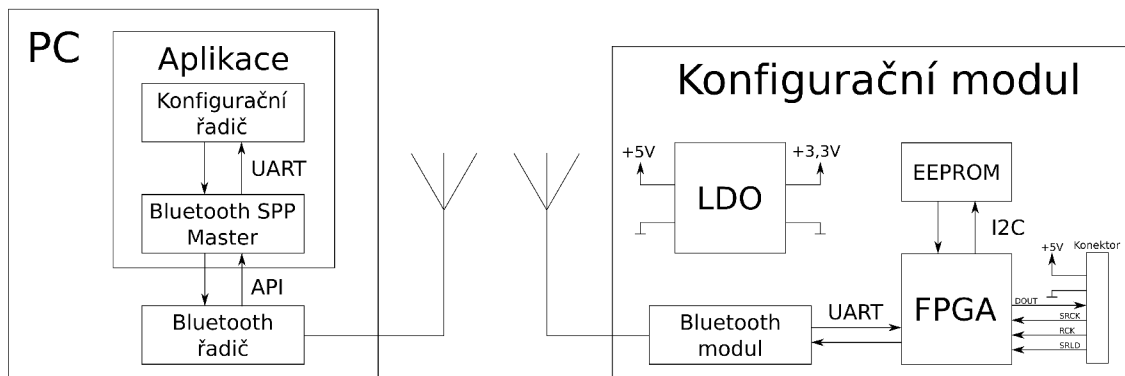 PC
Aplikace
Konfigurační
řadič
UART
Bluetooth SPP
Master
API
Bluetooth
řadič
Konfigurační modul
+5V
LDO
+3,3V
EEPROM
I2C
Bluetooth
modul
UART
FPGA
+5V
Konektor
DOUT
SRCK
RCK
SRLD